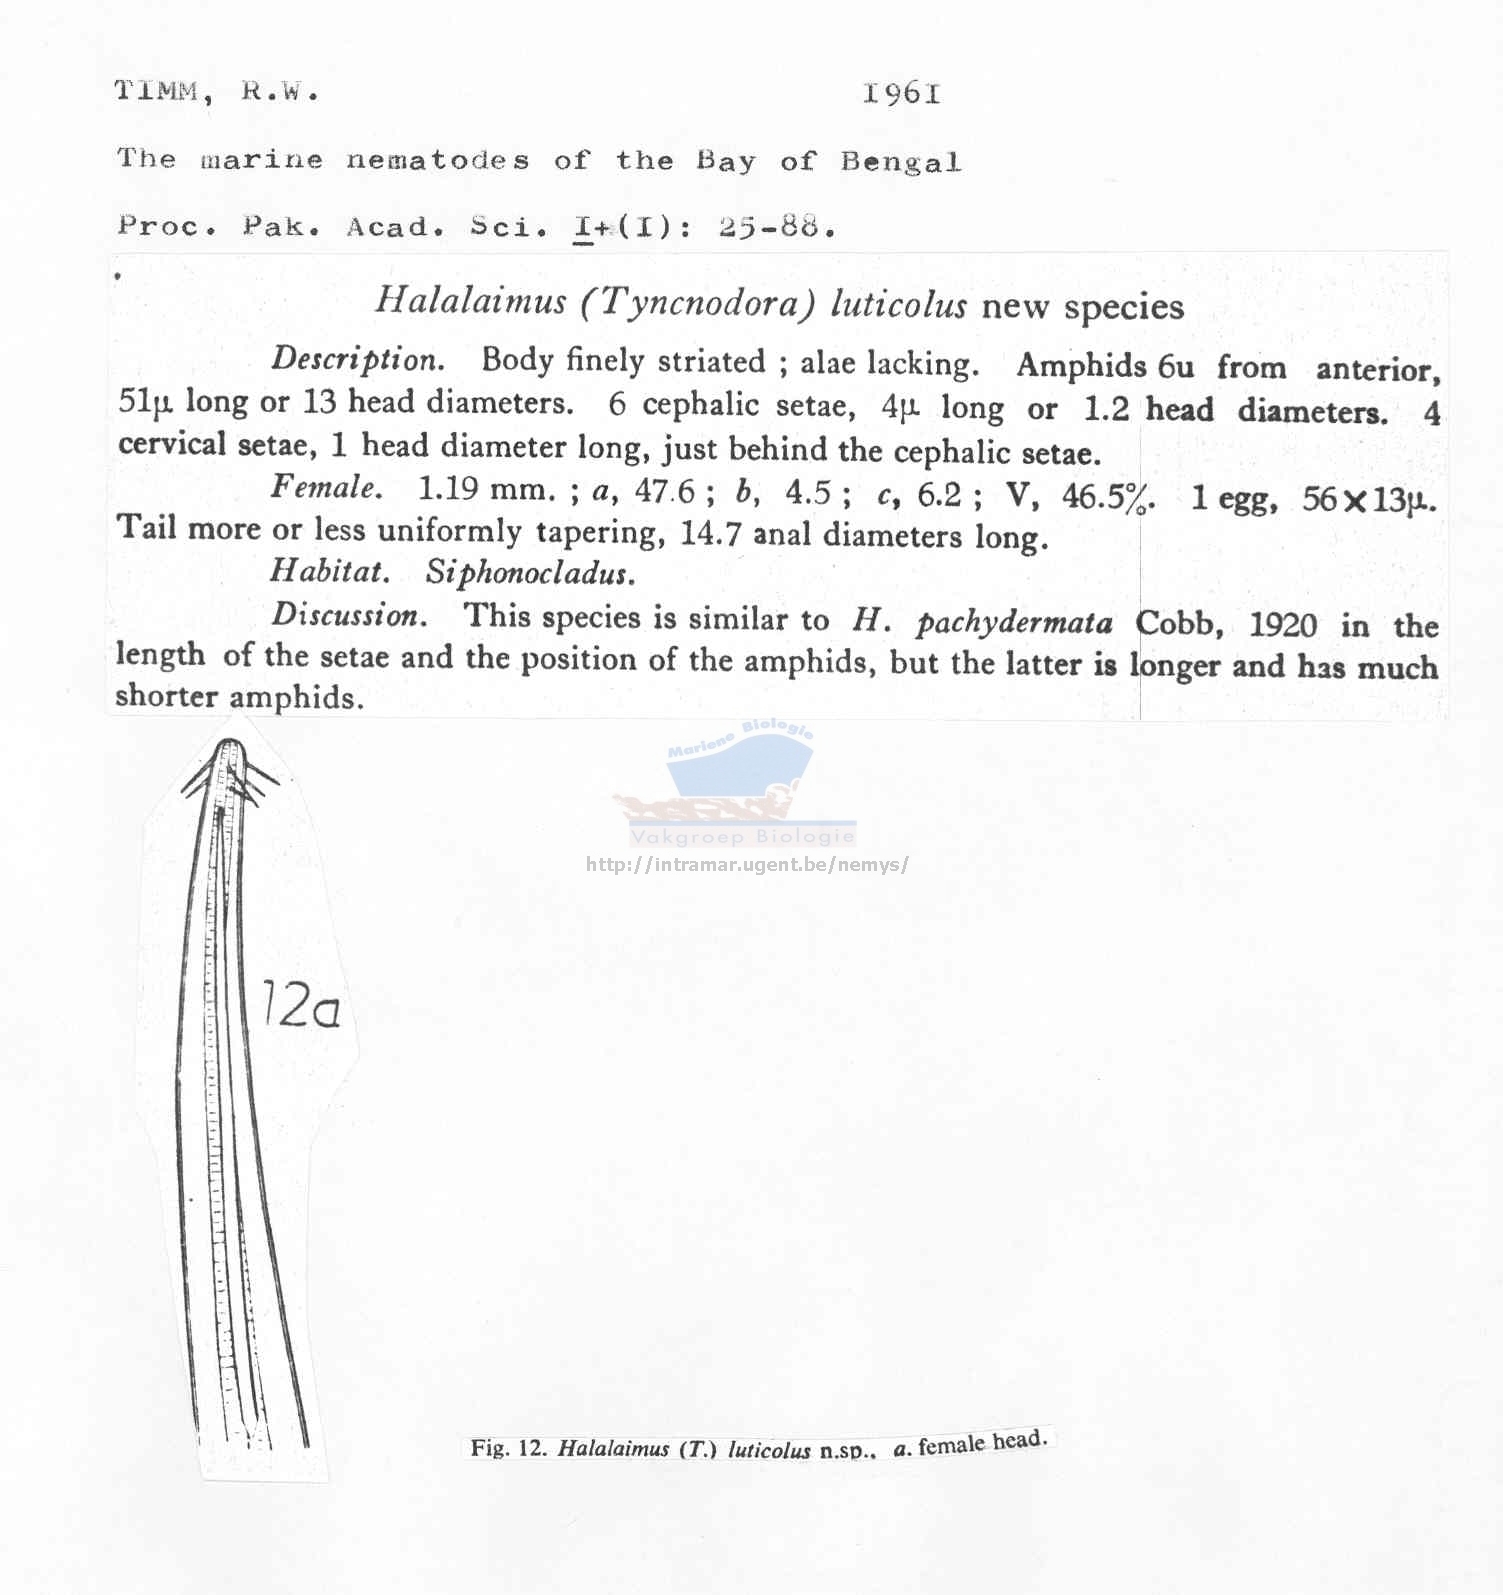 TIMM, R.W. 1961
The marine nematodes of the Bay of Bengal
Proc. Pak. Acad. Sci. I+(I): 25-88.
Halalaimus (Tyncnodora) luticolus new species
Description. Body finely striated ; alae lacking. Amphids 6u from anterior,
51µ long or 13 head diameters. 6 cephalic setae, 4µ long or 1.2 head diameters. 4
cervical setae, 1 head diameter long, just behind the cephalic setae.
Female. 1.19 mm. ; a, 47.6 ; b, 4.5 ; c, 6.2 ; V, 46.5%. 1 egg, 56×13µ.
Tail more or less uniformly tapering, 14.7 anal diameters long.
Habitat. Siphonocladus.
Discussion. This species is similar to H. pachydermata Cobb, 1920 in the
length of the setae and the position of the amphids, but the latter is longer and has much
shorter amphids.
Mariene Biologie
Vakgroep Biologie
http://intramar.ugent.be/nemys/
12a
Fig. 12. Halalaimus (T.) luticolus n.sp., a. female head.